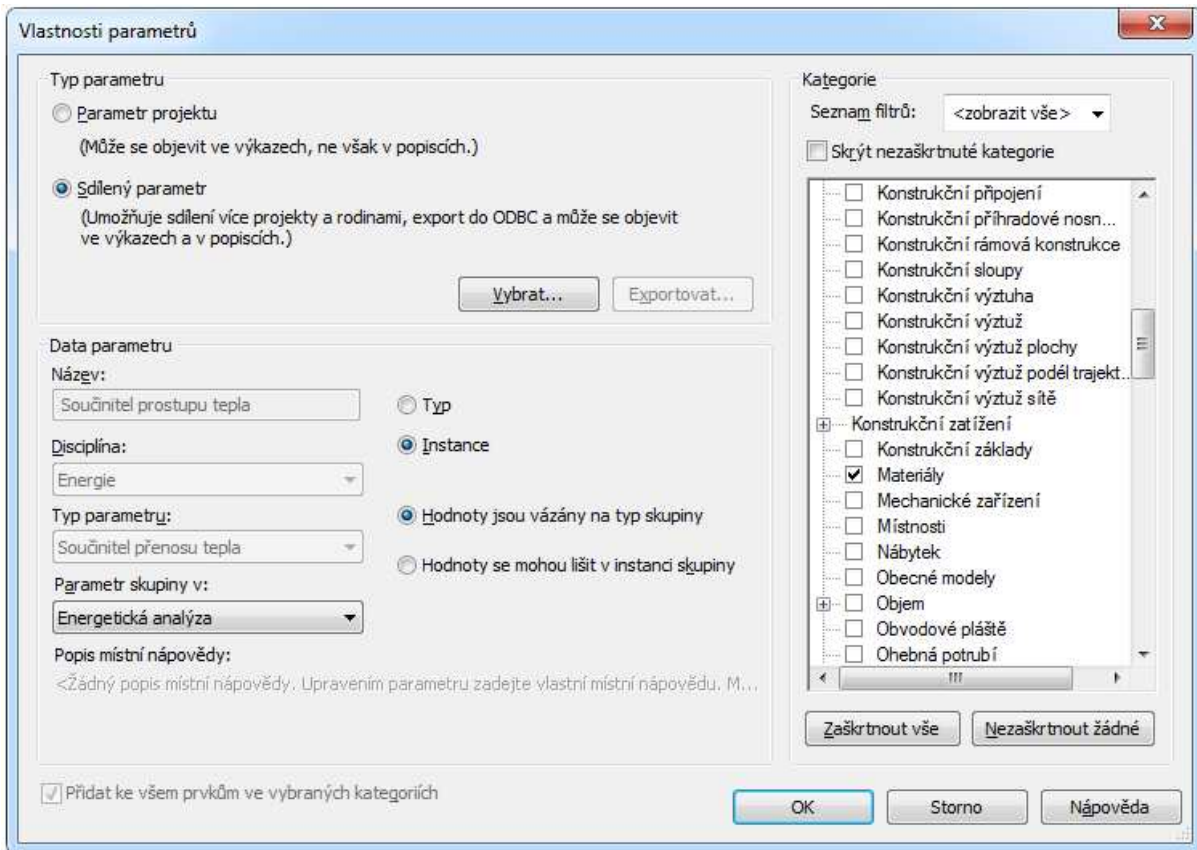 Vlastnosti parametrů
Typ parametru
Parametr projektu
(Může se objevit ve výkazech, ne však v popiscích.)
Sdílený parametr
(Umožňuje sdílení více projekty a rodinami, export do ODBC a může se objevit
ve výkazech a v popiscích.)
Vybrat...
Exportovat...
Data parametru
Název:
Součinitel prostupu tepla
Typ
Disciplína:
Instance
Energie
Typ parametru:
Hodnoty jsou vázány na typ skupiny
Součinitel přenosu tepla
Hodnoty se mohou lišit v instanci skupiny
Parametr skupiny v:
Energetická analýza
Popis místní nápovědy:
<Žádný popis místní nápovědy. Upravením parametru zadejte vlastní místní nápovědu. M...
Přidat ke všem prvkům ve vybraných kategoriích
Kategorie
Seznam filtrů:
<zobrazit vše>
Skrýt nezaškrtnuté kategorie
Konstrukční připojení
Konstrukční příhradové nosn...
Konstrukční rámová konstrukce
Konstrukční sloupy
Konstrukční výztuha
Konstrukční výztuž
Konstrukční výztuž plochy
Konstrukční výztuž podél trajekt...
Konstrukční výztuž sítě
Konstrukční zatížení
Konstrukční základy
Materiály
Mechanické zařízení
Místnosti
Nábytek
Obecné modely
Objem
Obvodové pláště
Ohebná potrubí
Zaškrtnout vše
Nezaškrtnout žádné
OK
Storno
Nápověda